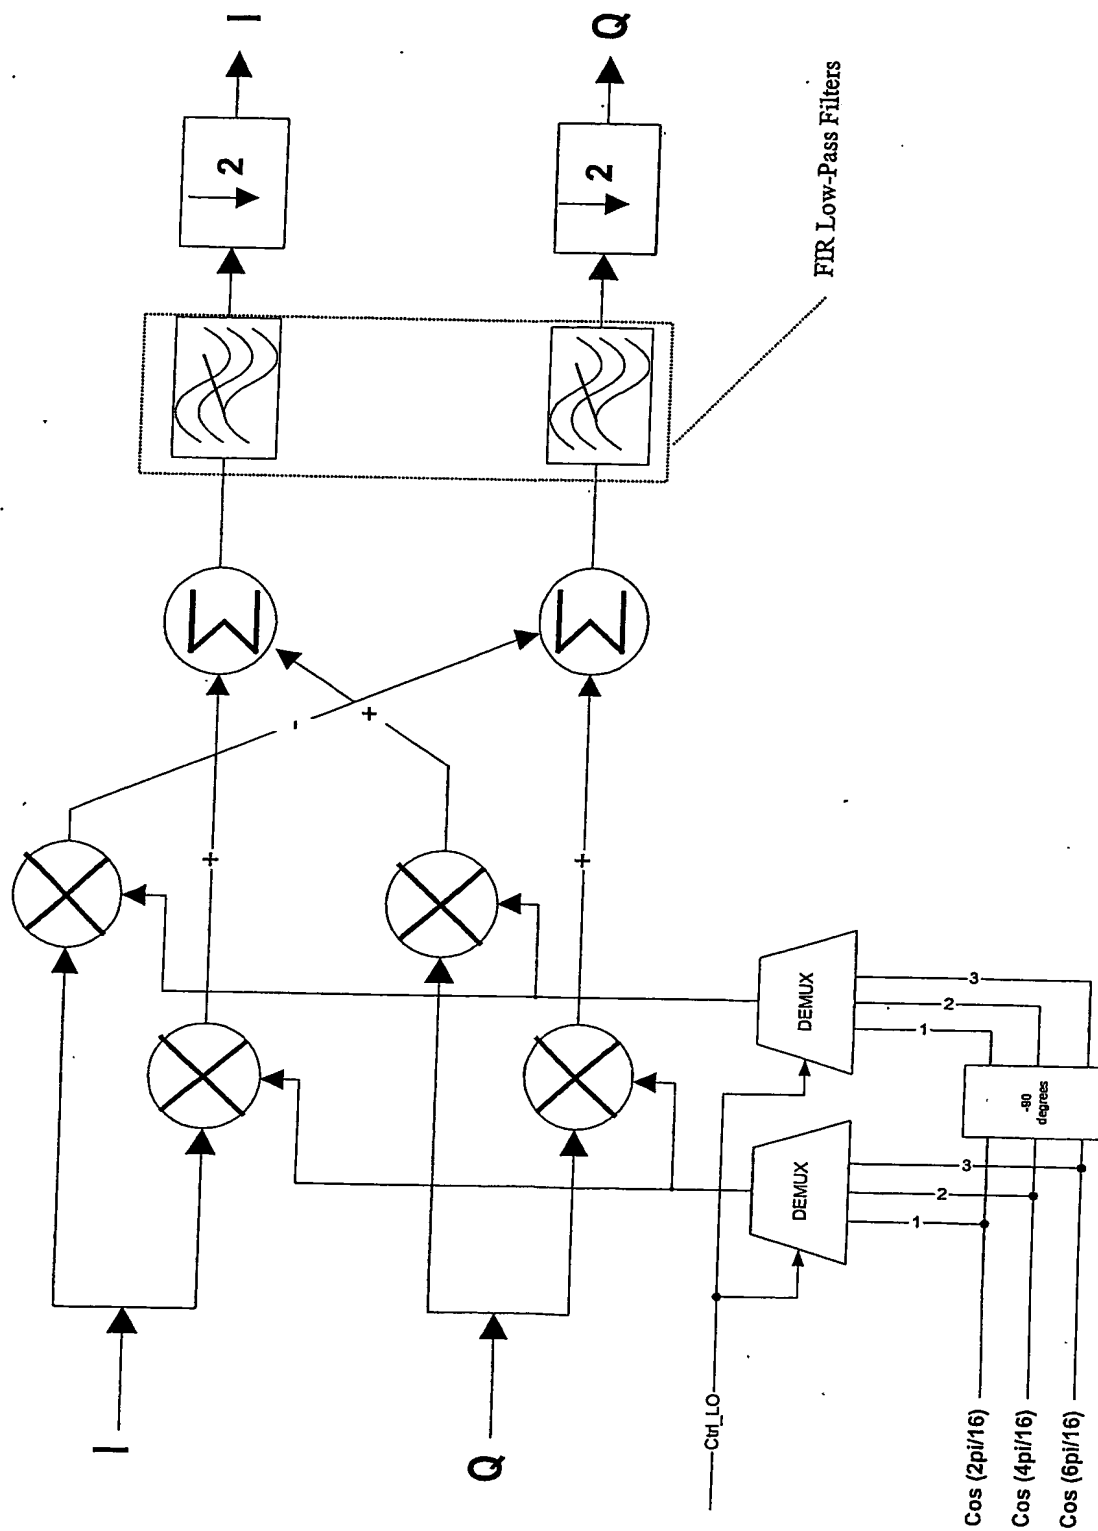 I
Q
2
2
FIR Low-Pass Filters
Σ
Σ
-
+
+
+
DEMUX
3
2
1
-90
degrees
DEMUX
3
2
1
I
Q
Ctrl_LO
Cos (2pi/16)
Cos (4pi/16)
Cos (6pi/16)